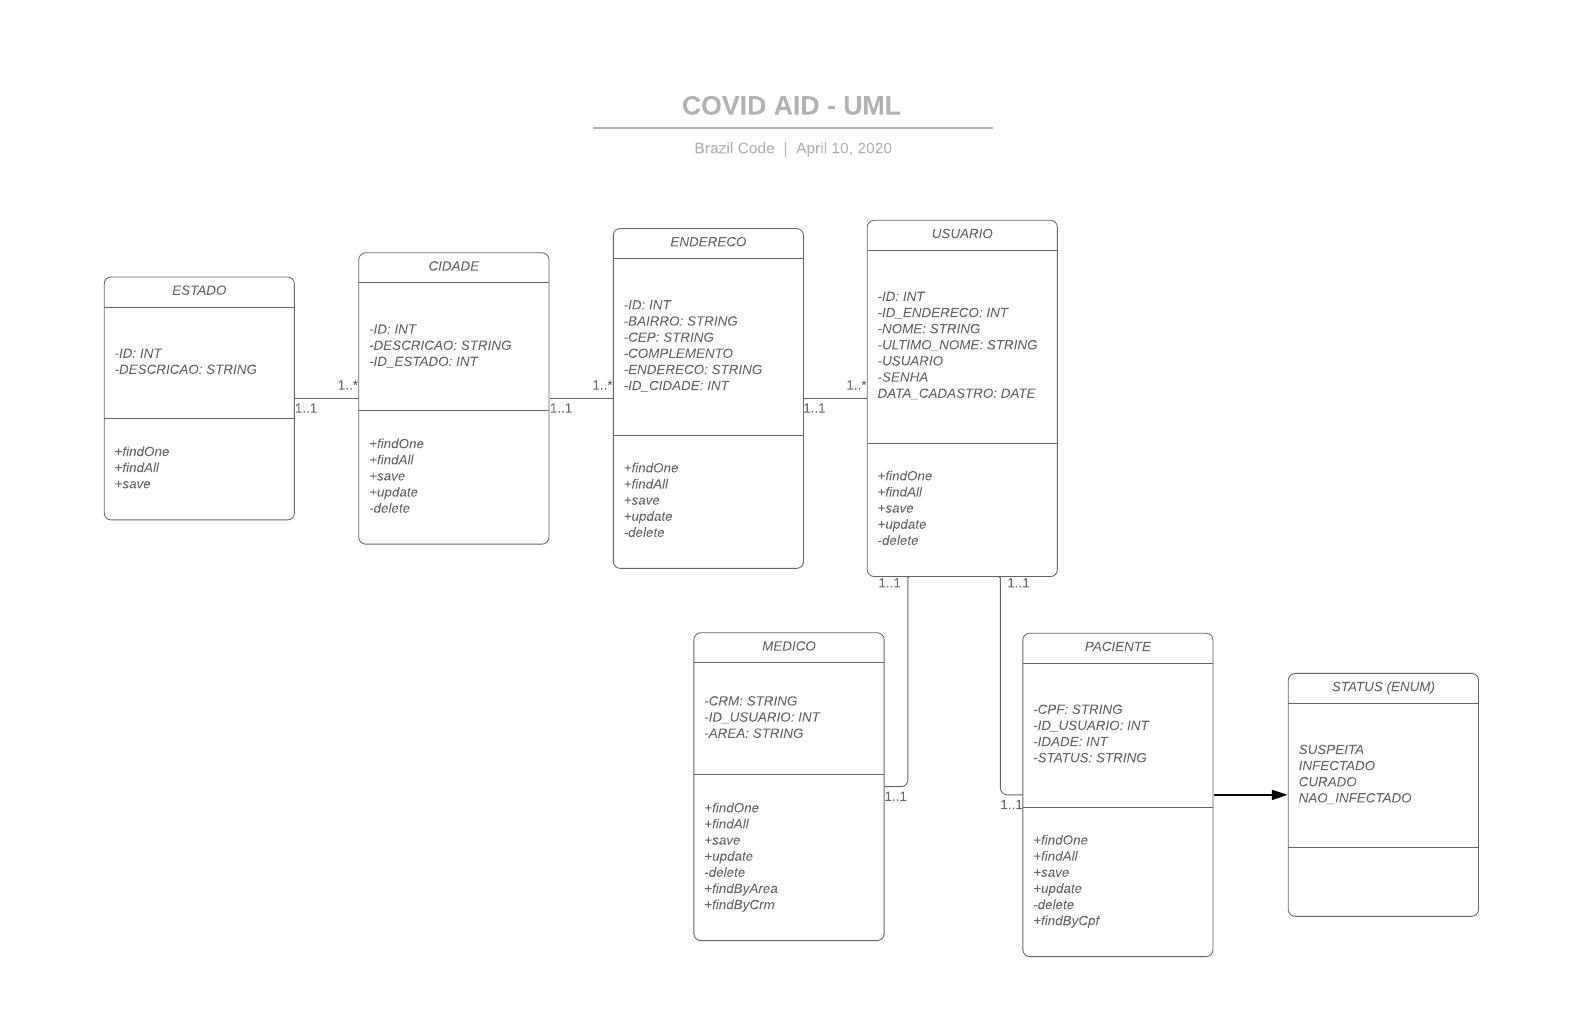 COVID AID - UML
Brazil Code | April 10, 2020
ESTADO
-ID: INT
-DESCRICAO: STRING
+findOne
+findAll
+save
1..1
1..*
CIDADE
-ID: INT
-DESCRICAO: STRING
-ID_ESTADO: INT
+findOne
+findAll
+save
+update
-delete
1..1
1..*
ENDERECO
-ID: INT
-BAIRRO: STRING
-CEP: STRING
-COMPLEMENTO
-ENDERECO: STRING
-ID_CIDADE: INT
+findOne
+findAll
+save
+update
-delete
1..1
1..*
USUARIO
-ID: INT
-ID_ENDERECO: INT
-NOME: STRING
-ULTIMO_NOME: STRING
-USUARIO
-SENHA
DATA_CADASTRO: DATE
+findOne
+findAll
+save
+update
-delete
1..1
1..1
MEDICO
-CRM: STRING
-ID_USUARIO: INT
-AREA: STRING
+findOne
+findAll
+save
+update
-delete
+findByArea
+findByCrm
1..1
1..1
PACIENTE
-CPF: STRING
-ID_USUARIO: INT
-IDADE: INT
-STATUS: STRING
+findOne
+findAll
+save
+update
-delete
+findByCpf
STATUS (ENUM)
SUSPEITA
INFECTADO
CURADO
NAO_INFECTADO